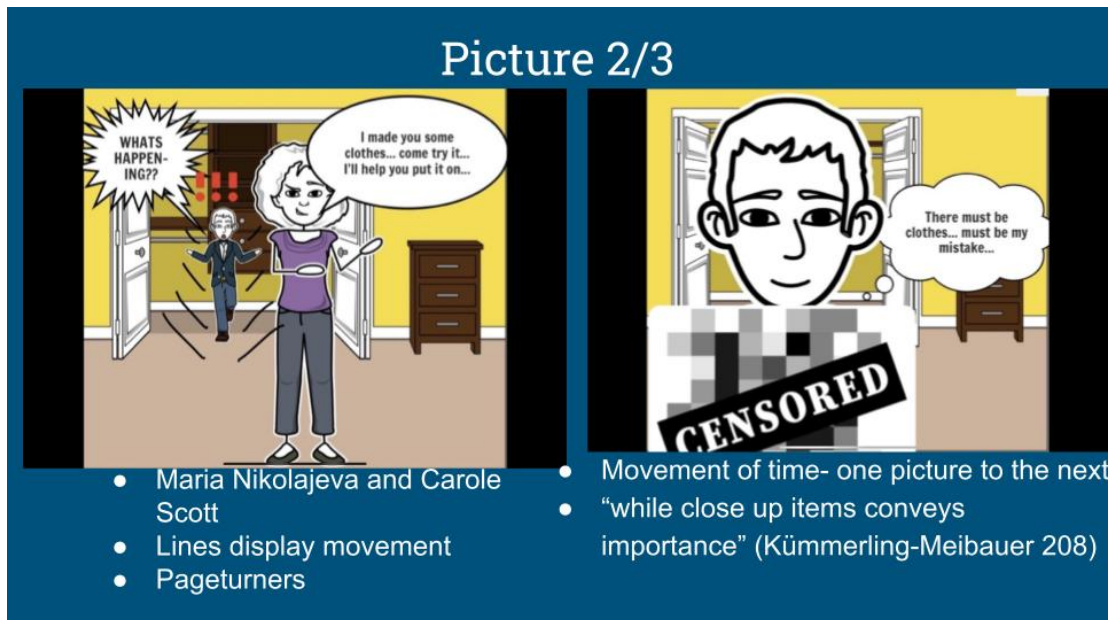 Picture 2/3
WHATS
HAPPEN-
ING??
!!!
I made you some
clothes... come try it...
I'll help you put it on...
There must be
clothes... must be my
mistake...
CENSORED
● Maria Nikolajeva and Carole
Scott
● Lines display movement
● Pageturners
● Movement of time- one picture to the next
● “while close up items conveys
importance” (Kümmerling-Meibauer 208)